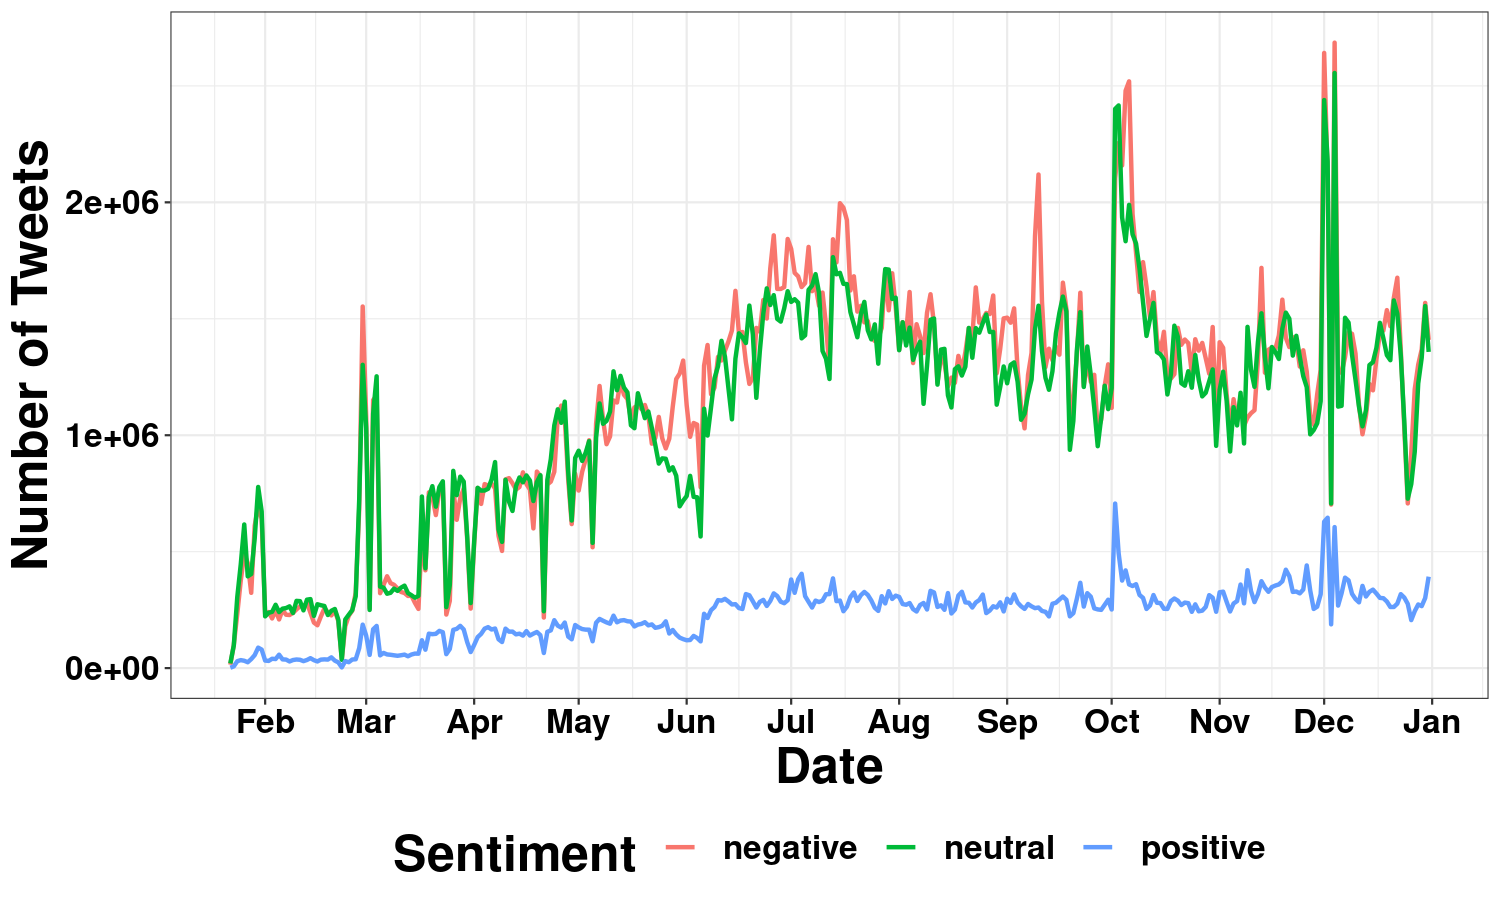 Number of Tweets
2e+06
1e+06
0e+00
Feb Mar Apr May Jun Jul Aug Sep Oct Nov Dec Jan
Date
Sentiment negative neutral positive